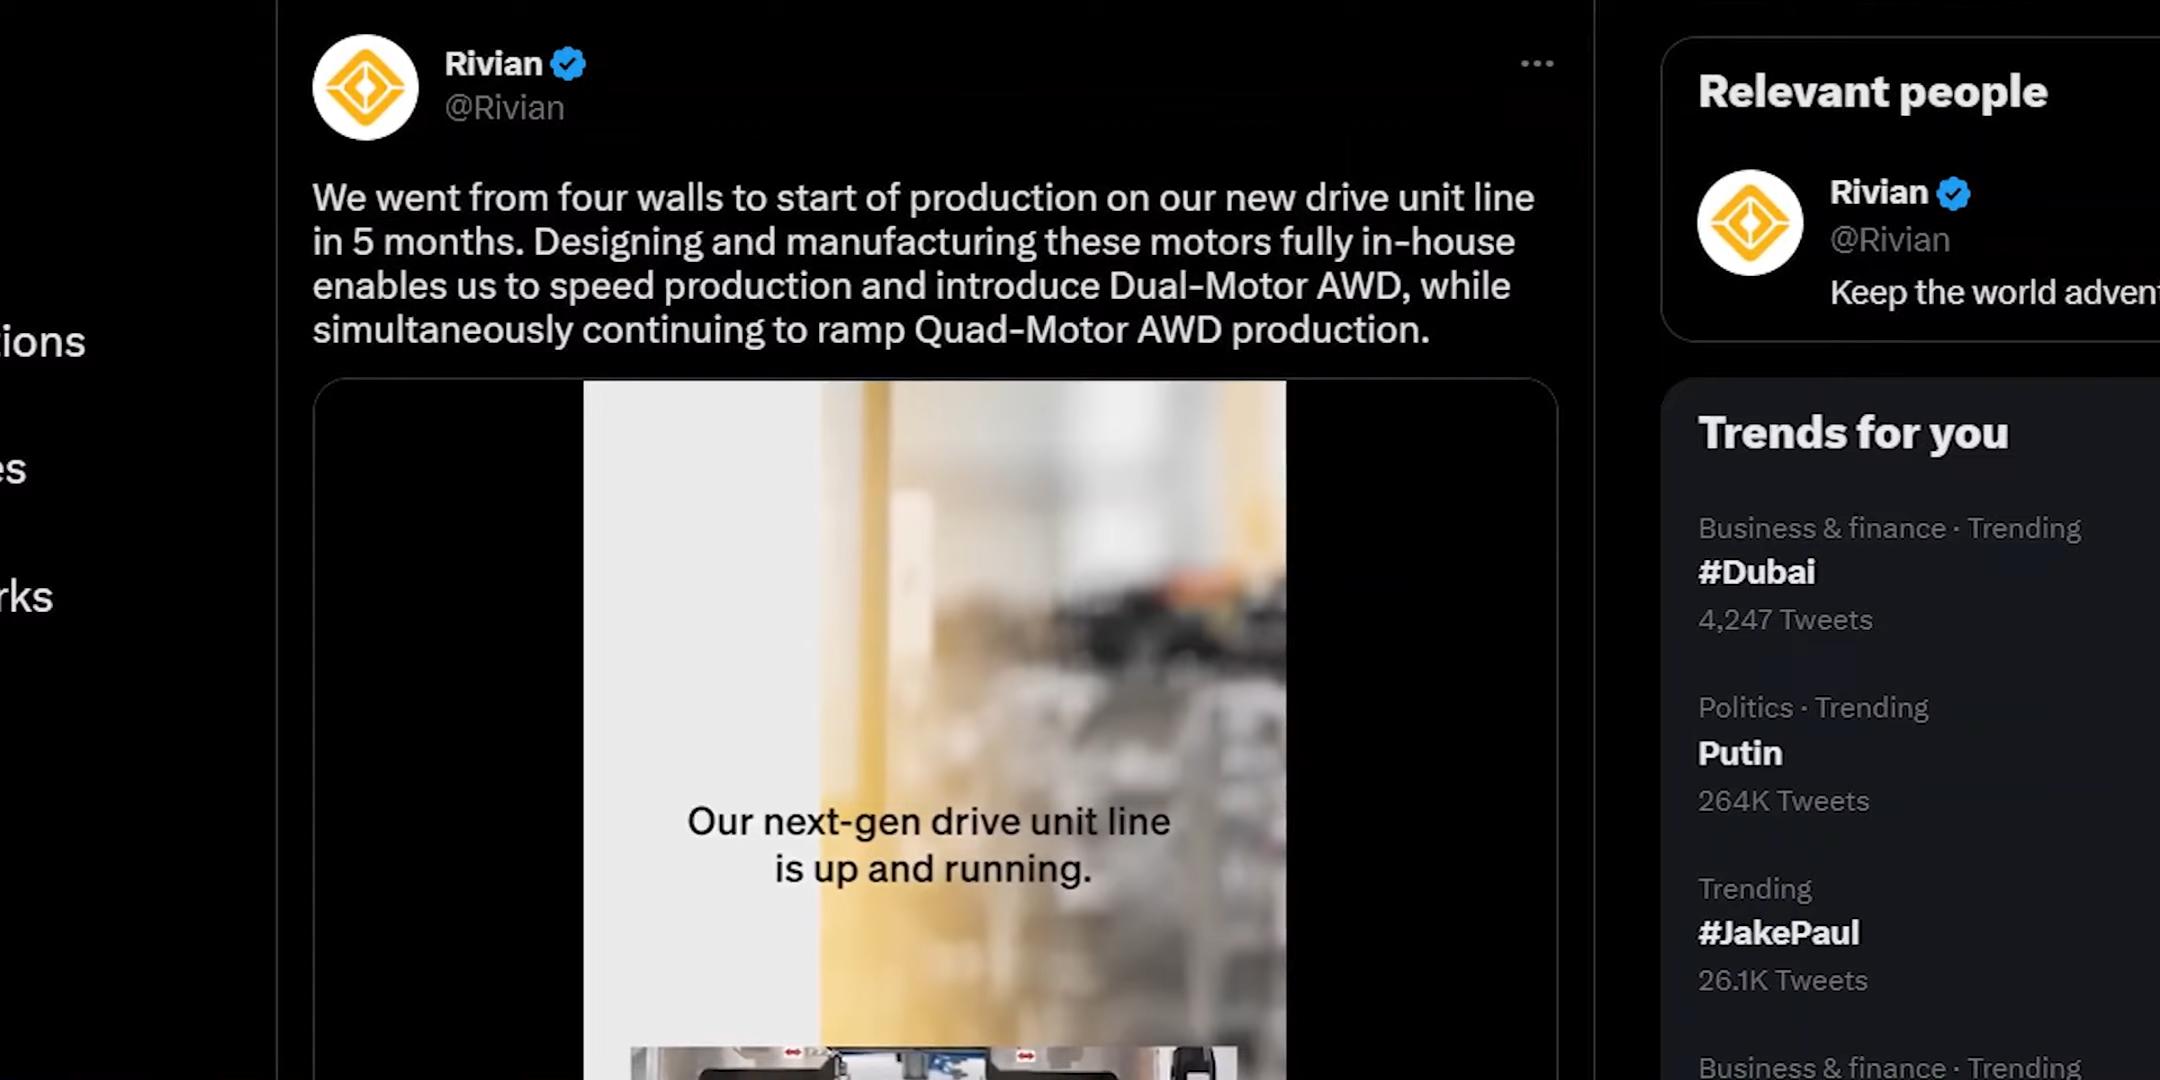 Rivian
@Rivian
We went from four walls to start of production on our new drive unit line
in 5 months. Designing and manufacturing these motors fully in-house
enables us to speed production and introduce Dual-Motor AWD, while
simultaneously continuing to ramp Quad-Motor AWD production.
Our next-gen drive unit line
is up and running.
Relevant people
Rivian
@Rivian
Keep the world advent
Trends for you
Business & finance · Trending
#Dubai
4,247 Tweets
Politics · Trending
Putin
264K Tweets
Trending
#JakePaul
26.1K Tweets
Business & finance · Trending
tions
es
rks